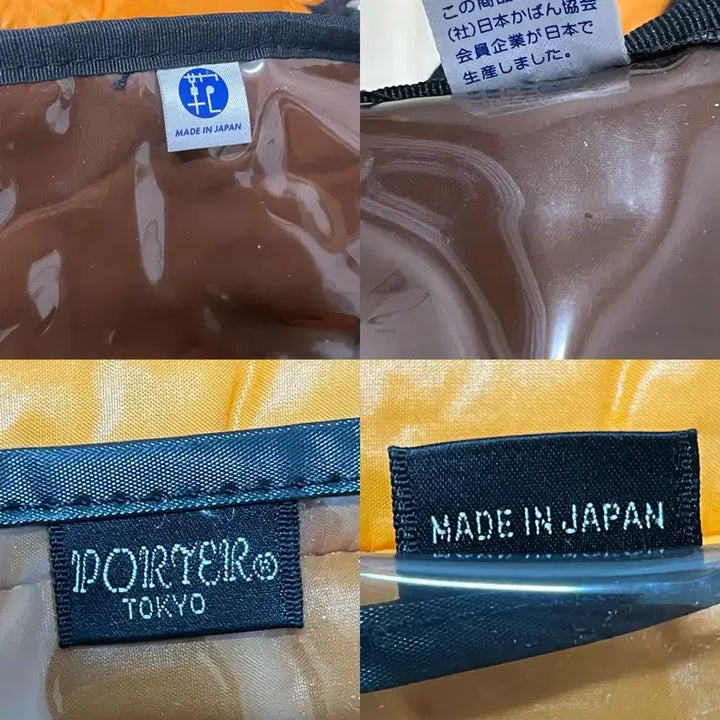 MADE IN JAPAN
この商品
(社)日本かばん協会
会員企業が日本で
生産しました。
PORTER®
TOKYO
MADE IN JAPAN